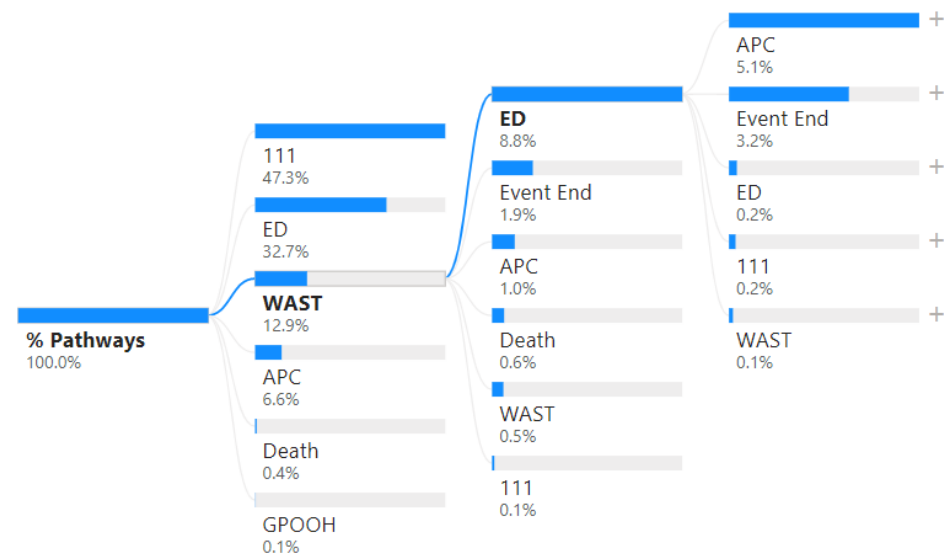 % Pathways
100.0%
111
47.3%
ED
32.7%
WAST
12.9%
APC
6.6%
Death
0.4%
GPOOH
0.1%
ED
8.8%
Event End
1.9%
APC
1.0%
Death
0.6%
WAST
0.5%
111
0.1%
APC
5.1%
Event End
3.2%
ED
0.2%
111
0.2%
WAST
0.1%